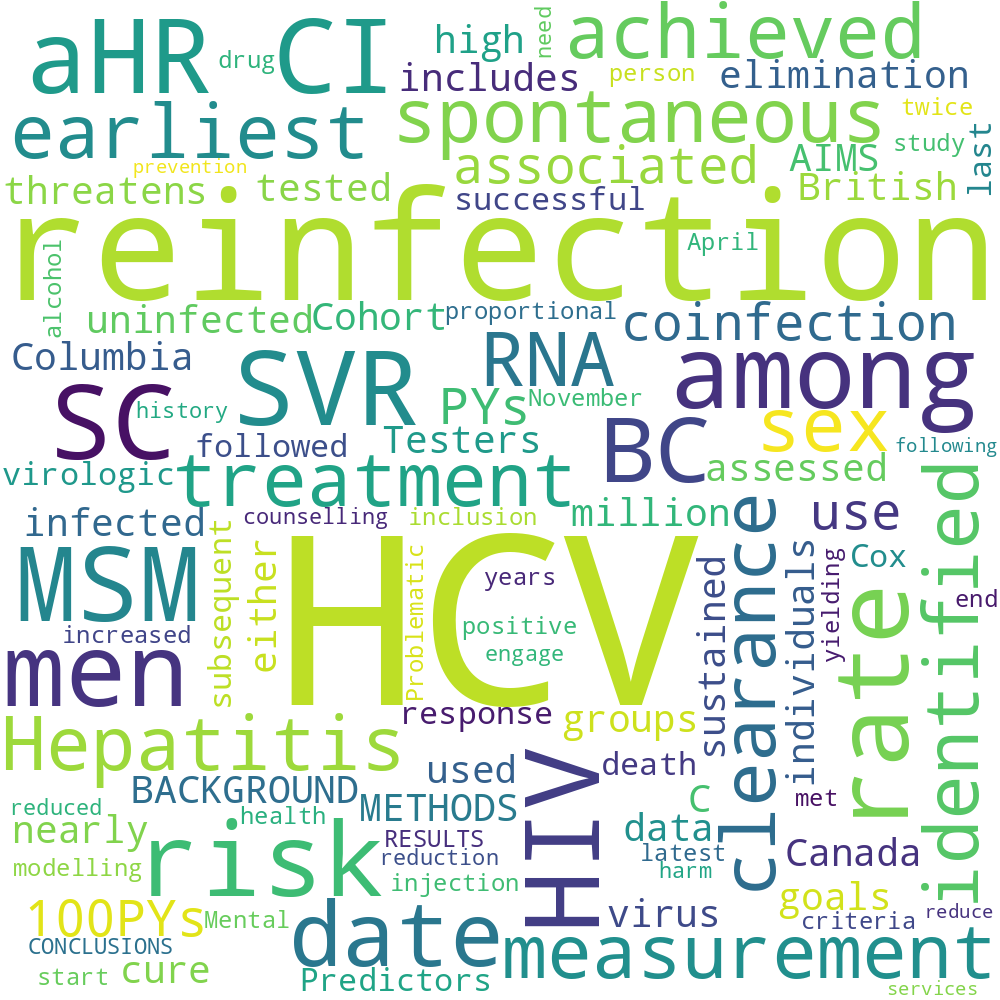 aHR
drug
CI
high
need
achieved
includes
person
elimination
earliest
spontaneous
twice
prevention
associated
AIMS
study
last
threatens
tested
successful
British
reinfection
April
alcohol
uninfected
Cohort
proportional
coinfection
Columbia
SVR
RNA
among
SC
history
PYs
November
BC
sex
following
followed
Testers
virologic
treatment
assessed
infected
counselling
inclusion
million
use
MSM
HCV
subsequent
either
Problematic
years
clearance
sustained
individuals
yielding
Cox
rate
identified
end
increased
positive
men
engage
response
groups
Hepatitis
HIV
death
BACKGROUND
used
METHODS
C
met
reduced
health
nearly
RESULTS
data
Canada
modelling
risk
reduction
latest
harm
injection
goals
100PYs
Mental
date
virus
criteria
reduce
CONCLUSIONS
measurement
start
cure
Predictors
services